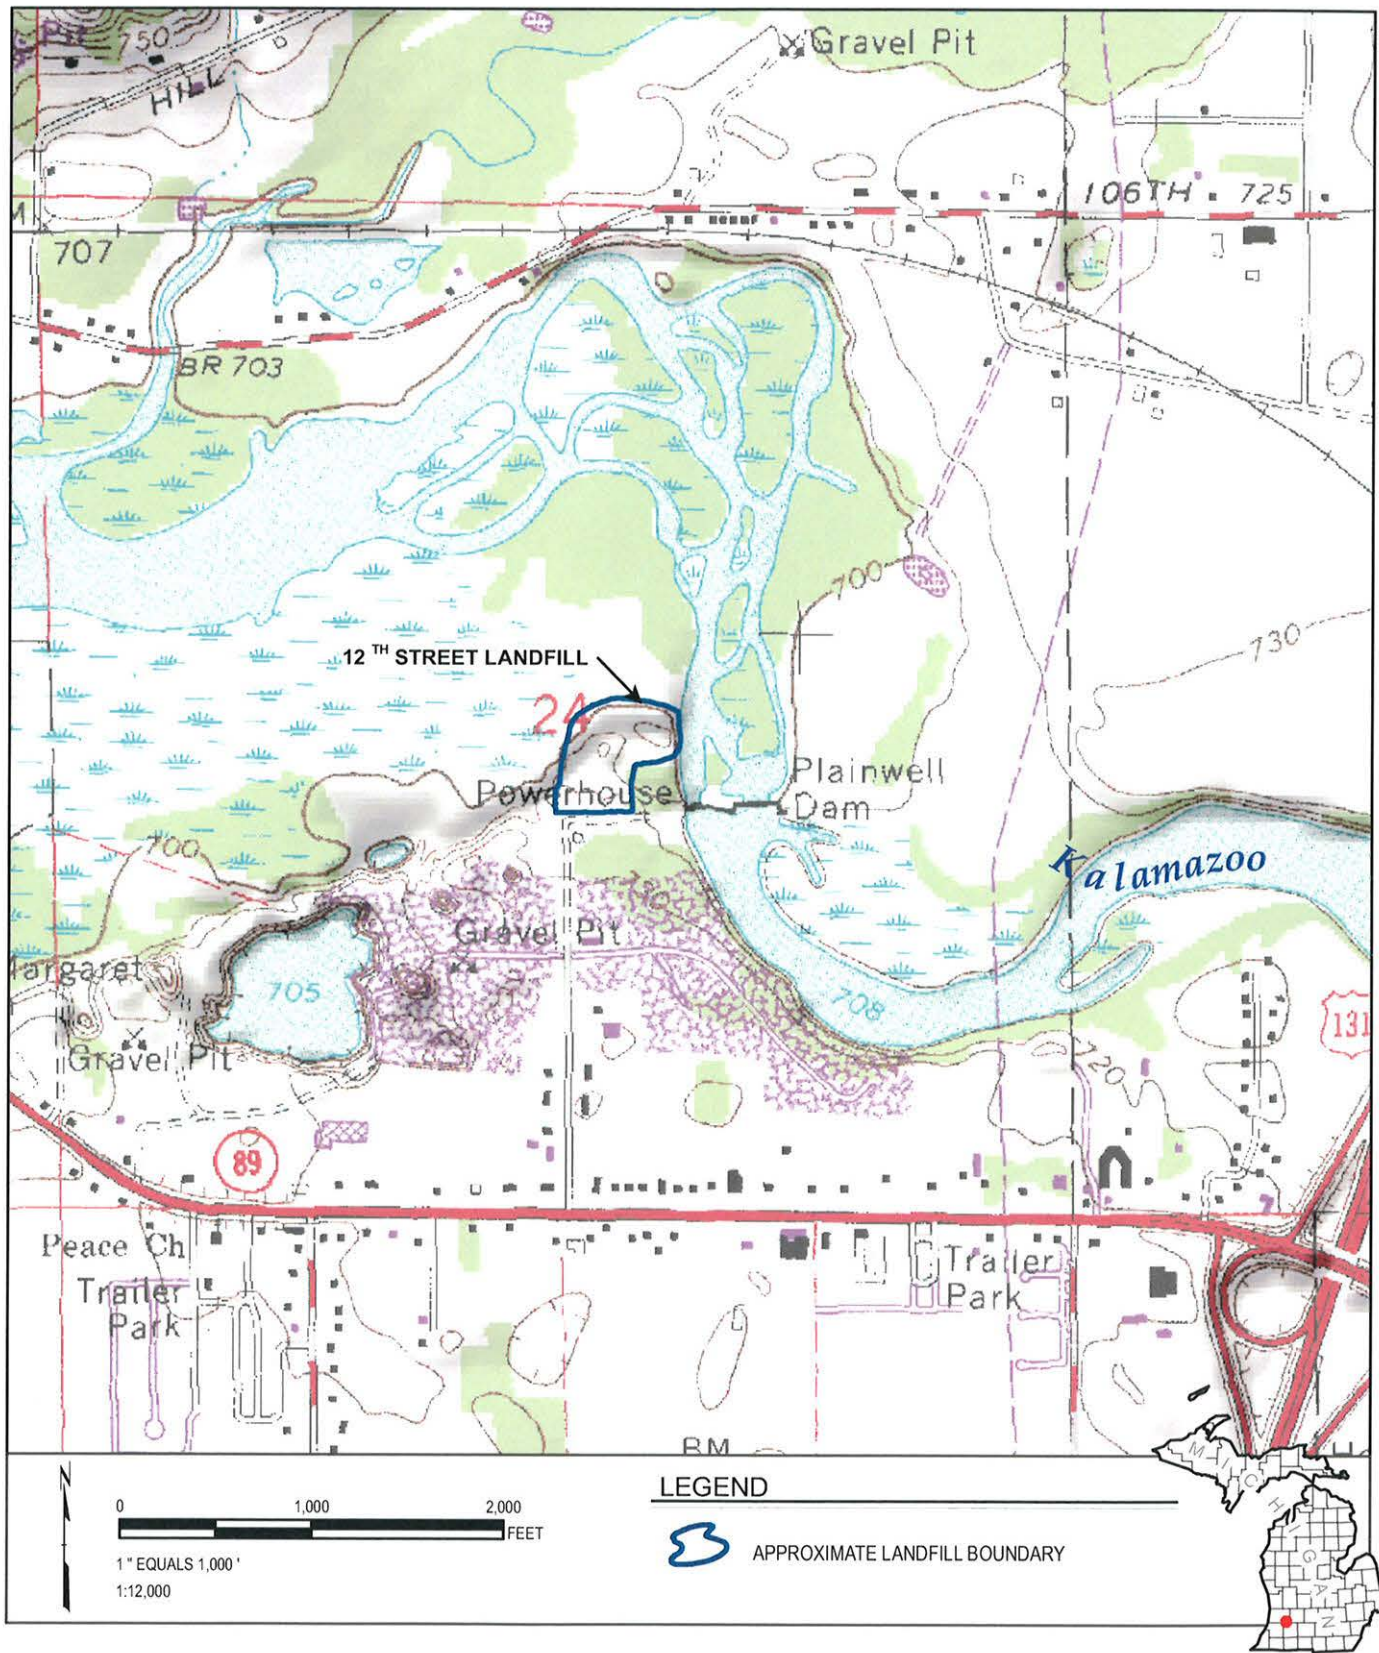 Pit
750
HILL
Gravel Pit
106TH 725
M
707
BR 703
700
730
12 TH STREET LANDFILL
24
Powerhouse
Plainwell
Dam
700
Kalamazoo
Gravel Pit
Margaret
705
708
131
Gravel Pit
720
89
Peace Ch
Trailer
Park
Trailer
Park
BM
N
0 1,000 2,000
FEET
1 " EQUALS 1,000 '
1:12,000
LEGEND
APPROXIMATE LANDFILL BOUNDARY
MICHIGAN